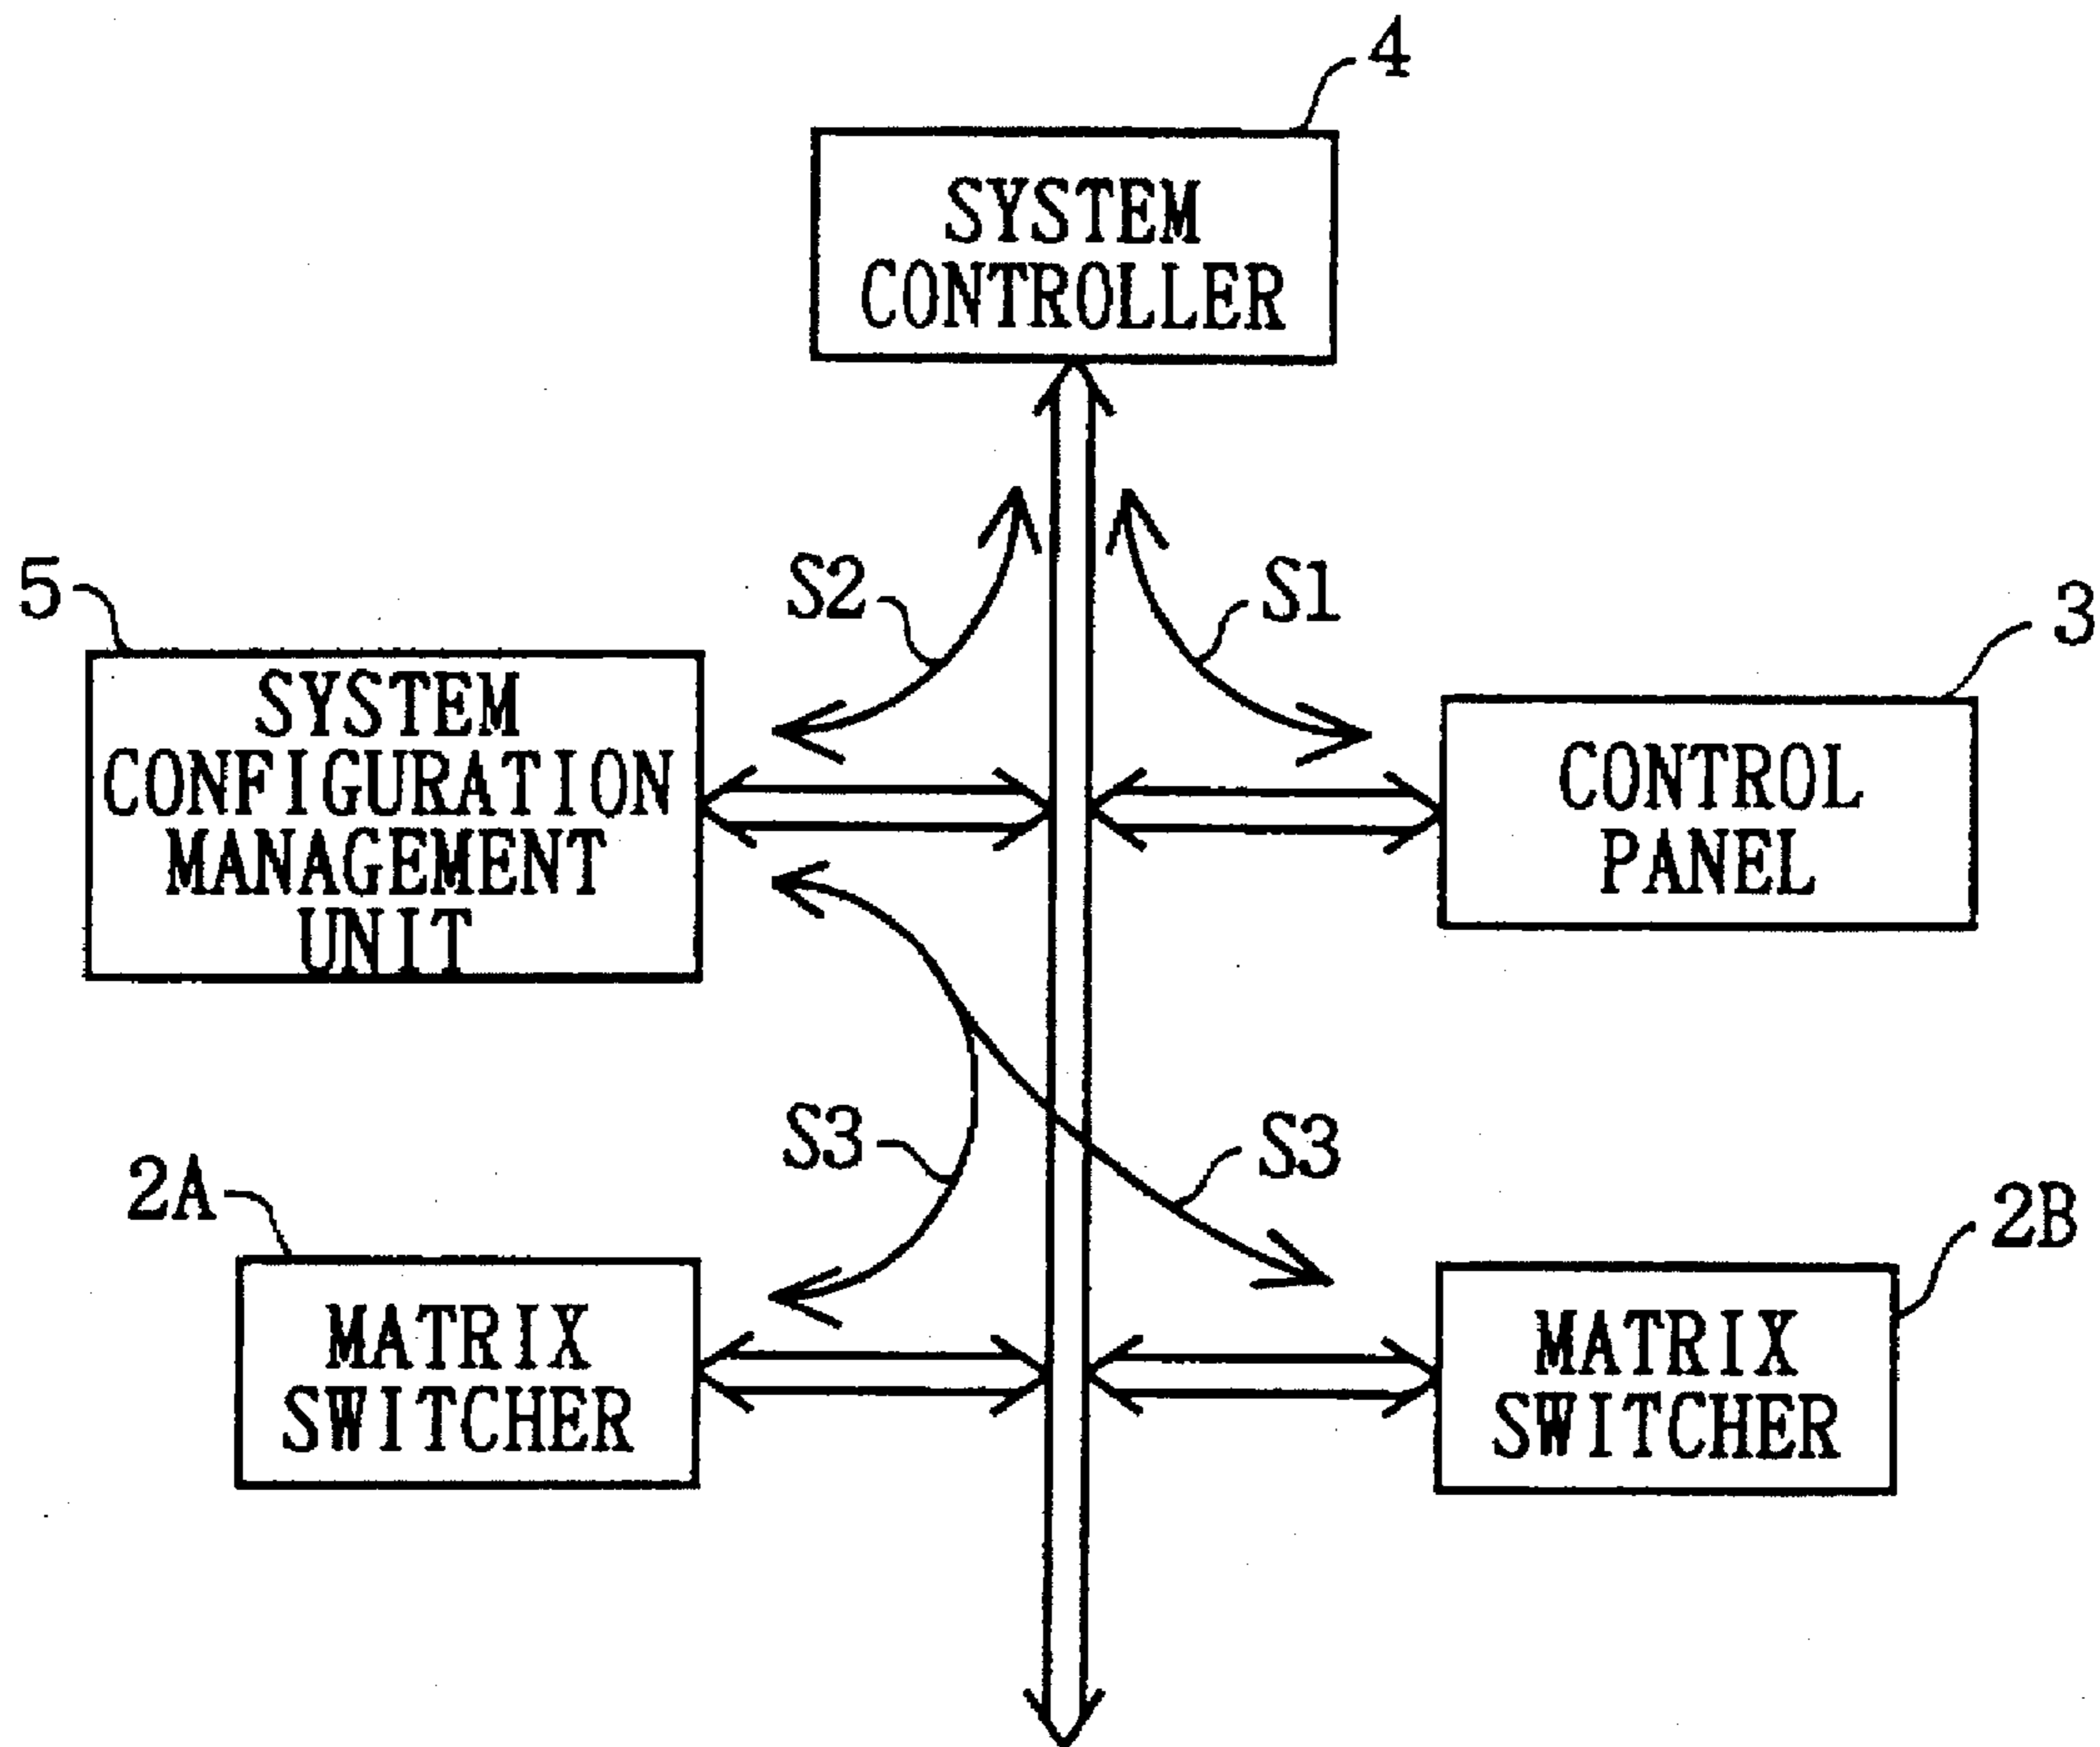 4
SYSTEM
CONTROLLER
S2
S1
5
3
SYSTEM
CONFIGURATION
MANAGEMENT
UNIT
CONTROL
PANEL
S3
S3
2A
2B
MATRIX
SWITCHER
MATRIX
SWITCHER